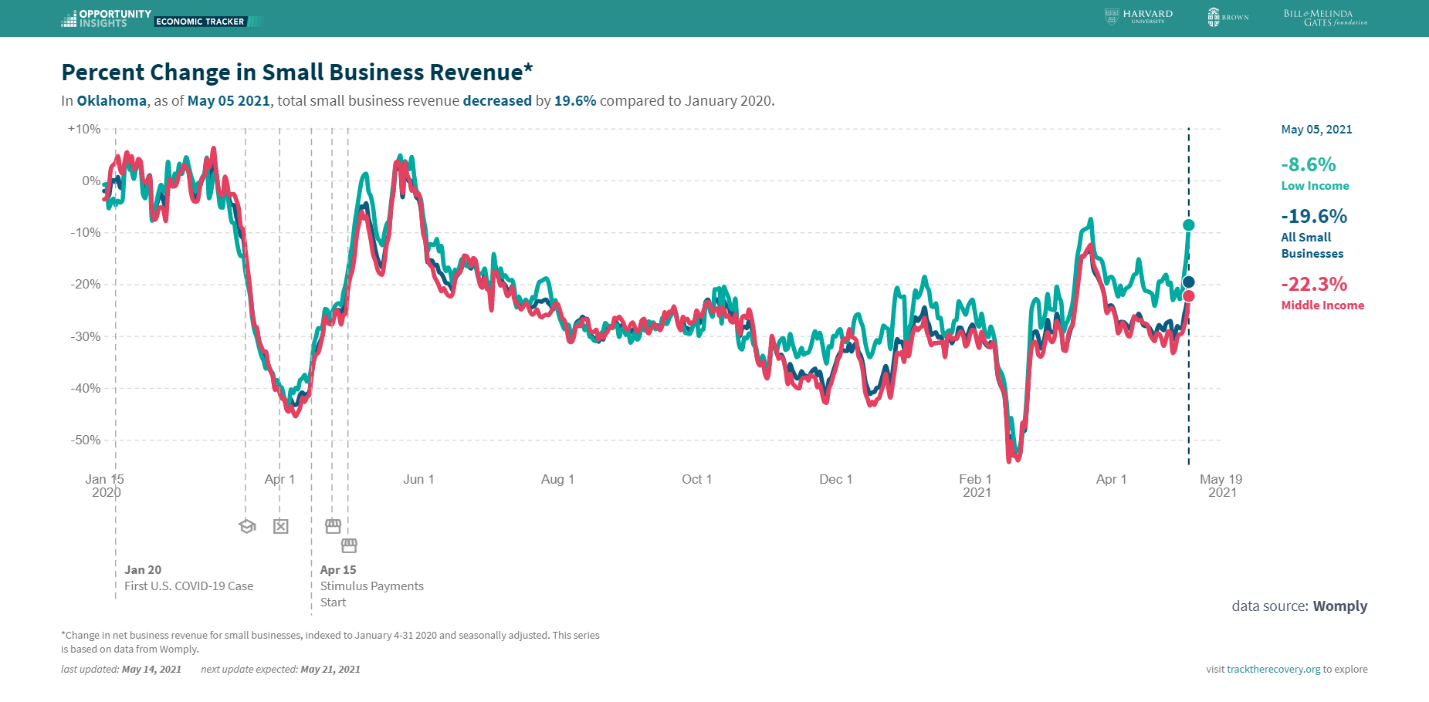 OPPORTUNITY
INSIGHTS
ECONOMIC TRACKER
HARVARD
UNIVERSITY
BROWN
BILL & MELINDA
GATES foundation
Percent Change in Small Business Revenue*
In Oklahoma, as of May 05 2021, total small business revenue decreased by 19.6% compared to January 2020.
+10%
0%
-10%
-20%
-30%
-40%
-50%
May 05, 2021
-8.6%
Low Income
-19.6%
All Small
Businesses
-22.3%
Middle Income
Jan 15
2020
Apr 1
Jun 1
Aug 1
Oct 1
Dec 1
Feb 1
2021
Apr 1
May 19
2021
Jan 20
First U.S. COVID-19 Case
Apr 15
Stimulus Payments
Start
data source: Womply
*Change in net business revenue for small businesses, indexed to January 4-31 2020 and seasonally adjusted. This series
is based on data from Womply.
last updated: May 14, 2021 next update expected: May 21, 2021
visit tracktherecovery.org to explore